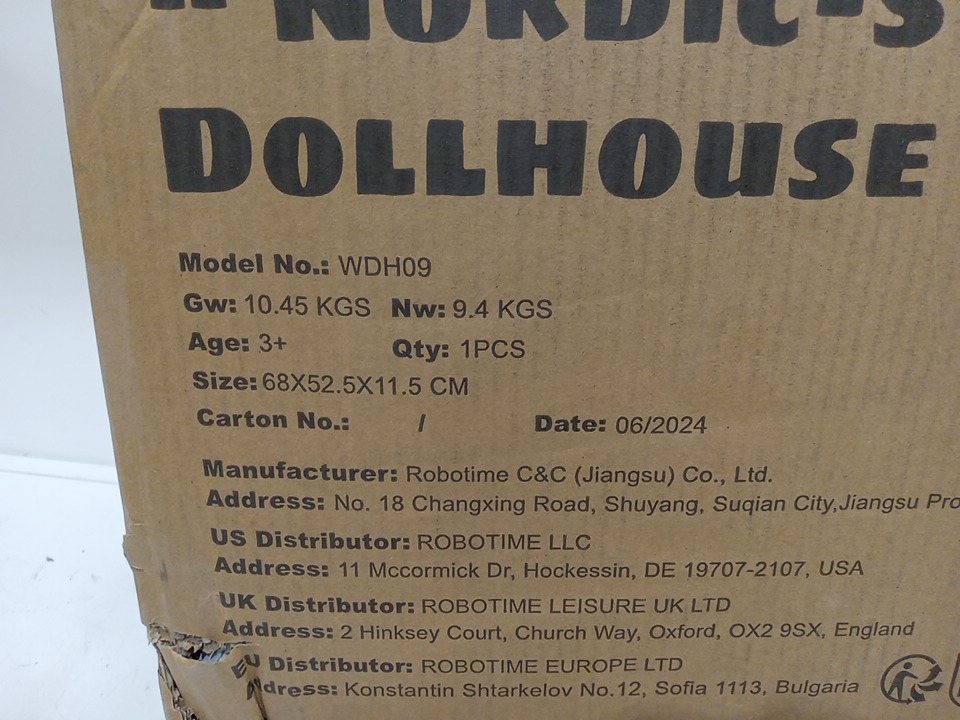 "NORDIC-S
DOLLHOUSE
Model No.: WDH09
Gw: 10.45 KGS Nw: 9.4 KGS
Age: 3+ Qty: 1PCS
Size: 68X52.5X11.5 CM
Carton No.: / Date: 06/2024
Manufacturer: Robotime C&C (Jiangsu) Co., Ltd.
Address: No. 18 Changxing Road, Shuyang, Suqian City,Jiangsu Pro
US Distributor: ROBOTIME LLC
Address: 11 Mccormick Dr, Hockessin, DE 19707-2107, USA
UK Distributor: ROBOTIME LEISURE UK LTD
Address: 2 Hinksey Court, Church Way, Oxford, OX2 9SX, England
EU Distributor: ROBOTIME EUROPE LTD
dress: Konstantin Shtarkelov No.12, Sofia 1113, Bulgaria